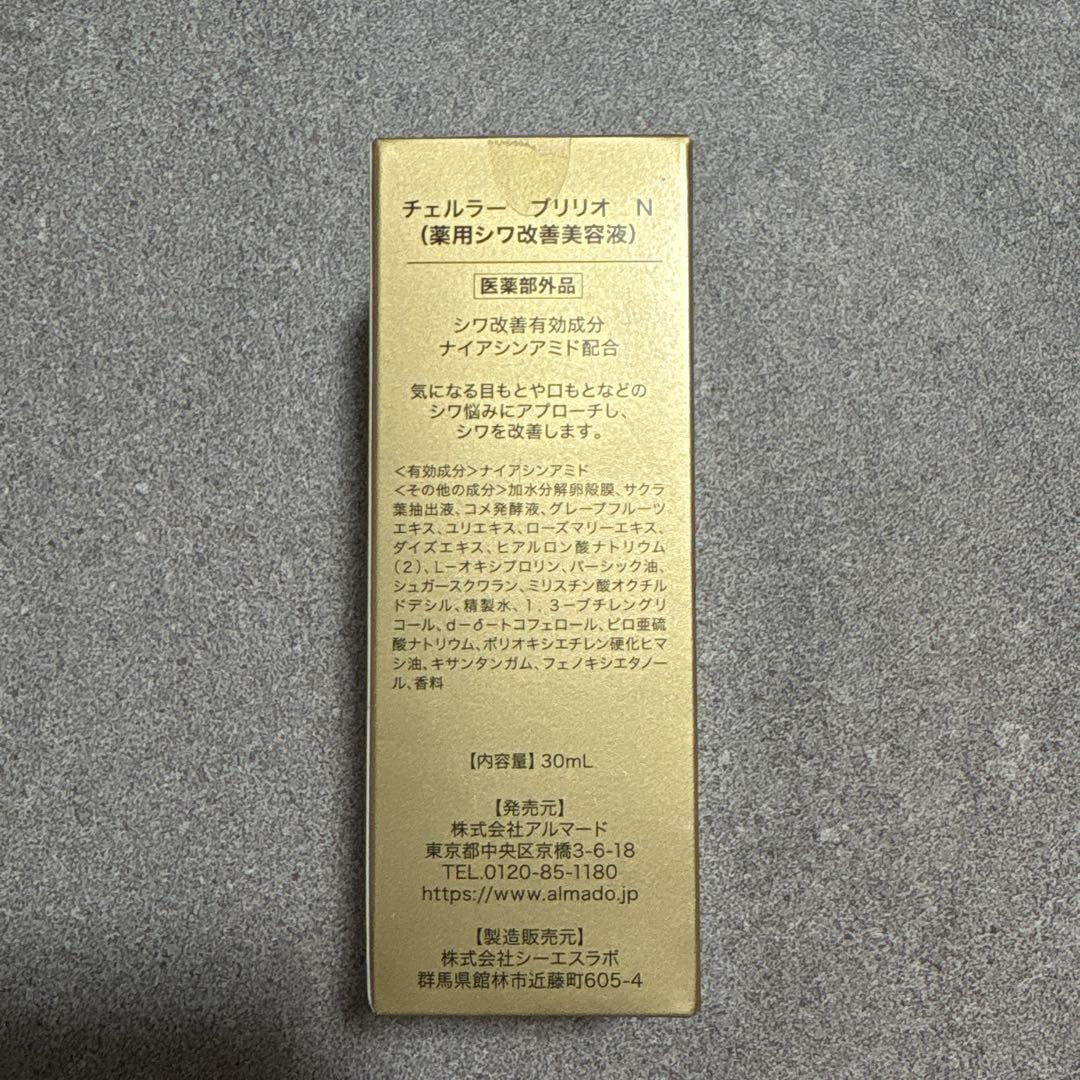 チェルラー　ブリリオ　N
(薬用シワ改善美容液)
医薬部外品
シワ改善有効成分
ナイアシンアミド配合
気になる目もとや口もとなどの
シワ悩みにアプローチし、
シワを改善します。
<有効成分>ナイアシンアミド
<その他の成分>加水分解卵殻膜、サクラ
葉抽出液、コメ発酵液、グレープフルーツ
エキス、ユリエキス、ローズマリーエキス、
ダイズエキス、ヒアルロン酸ナトリウム
(2)、L-オキシプロリン、パーシック油、
シュガースクワラン、ミリスチン酸オクチル
ドデシル、精製水、1,3-ブチレングリ
コール、d-δ-トコフェロール、ピロ亜硫
酸ナトリウム、ポリオキシエチレン硬化ヒマ
シ油、キサンタンガム、フェノキシエタノー
ル、香料
【内容量】30mL
【発売元】
株式会社アルマード
東京都中央区京橋3-6-18
TEL.0120-85-1180
https://www.almado.jp
【製造販売元】
株式会社シーエスラボ
群馬県館林市近藤町605-4